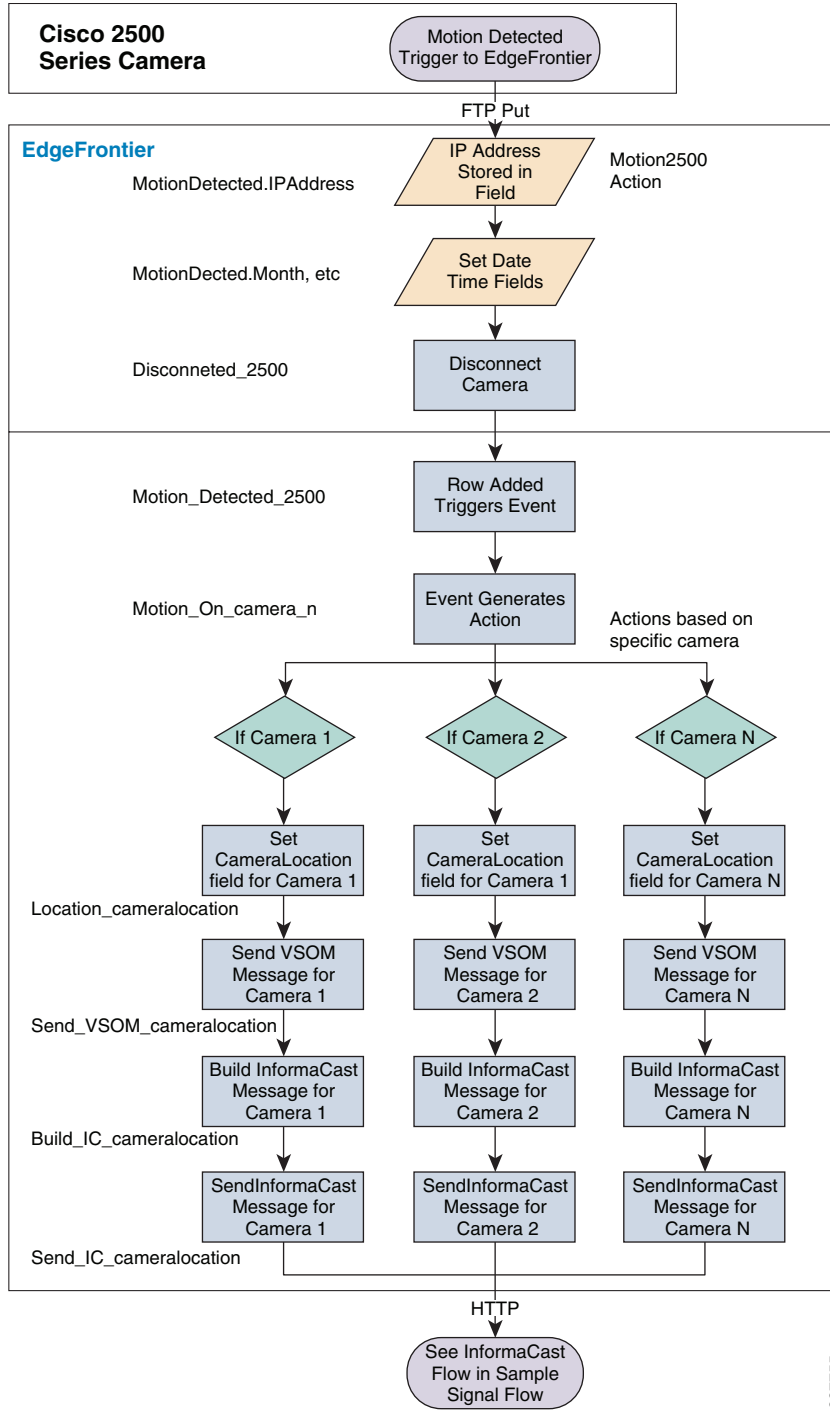 Cisco 2500
Series Camera
Motion Detected
Trigger to EdgeFrontier
FTP Put
EdgeFrontier
IP Address
Stored in
Field
Motion2500
Action
MotionDetected.IPAddress
Set Date
Time Fields
MotionDected.Month, etc
Disconneted_2500
Disconnect
Camera
Motion_Detected_2500
Row Added
Triggers Event
Motion_On_camera_n
Event Generates
Action
Actions based on
specific camera
If Camera 1
If Camera 2
If Camera N
Set
CameraLocation
field for Camera 1
Set
CameraLocation
field for Camera 1
Set
CameraLocation
field for Camera N
Location_cameralocation
Send VSOM
Message for
Camera 1
Send VSOM
Message for
Camera 2
Send VSOM
Message for
Camera N
Send_VSOM_cameralocation
Build InformaCast
Message for
Camera 1
Build InformaCast
Message for
Camera 2
Build InformaCast
Message for
Camera N
Build_IC_cameralocation
SendInformaCast
Message for
Camera 1
SendInformaCast
Message for
Camera 2
SendInformaCast
Message for
Camera N
Send_IC_cameralocation
HTTP
See InformaCast
Flow in Sample
Signal Flow